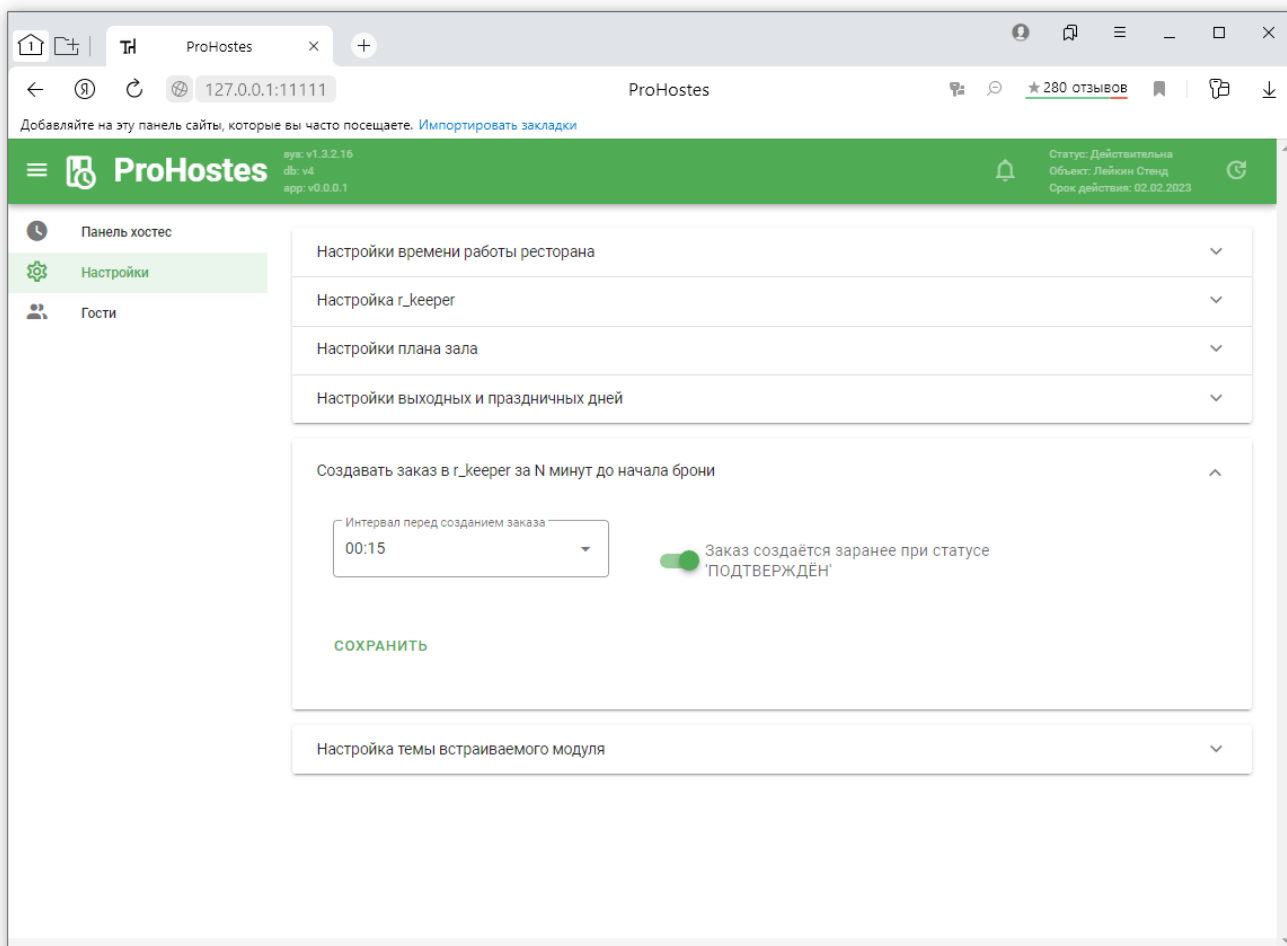 1
TH
ProHostes
Я
127.0.0.1:11111
ProHostes
280 отзывов
Добавляйте на эту панель сайты, которые вы часто посещаете. Импортировать закладки
ProHostes
sys: v1.3.2.16
db: v4
app: v0.0.0.1
Статус: Действительна
Объект: Лейкин Стенд
Срок действия: 02.02.2023
Панель хостес
Настройки
Гости
Настройки времени работы ресторана
Настройка r_keeper
Настройки плана зала
Настройки выходных и праздничных дней
Создавать заказ в r_keeper за N минут до начала брони
Интервал перед созданием заказа
00:15
Заказ создаётся заранее при статусе
'ПОДТВЕРЖДЁН'
СОХРАНИТЬ
Настройка темы встраиваемого модуля